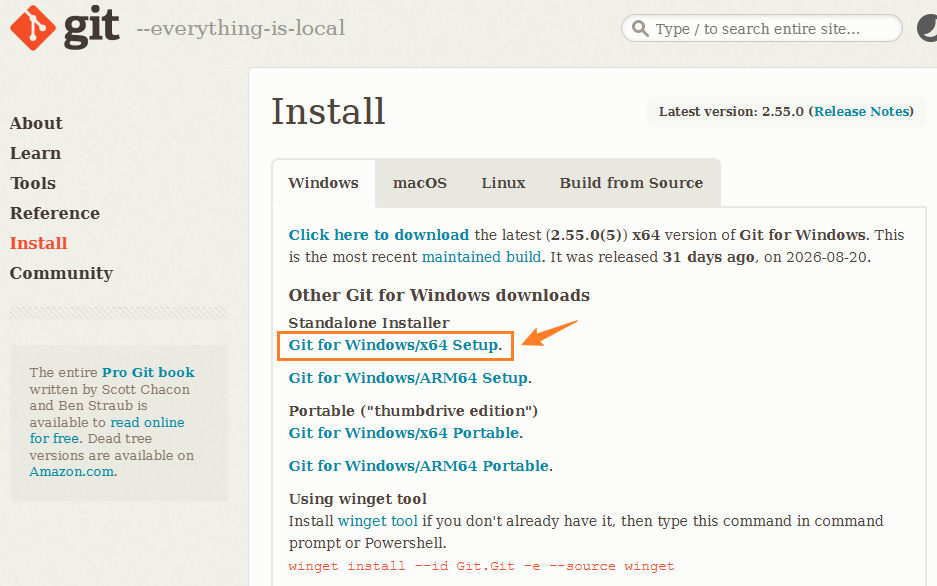 git --everything-is-local
Type / to search entire site...
About
Learn
Tools
Reference
Install
Community
The entire Pro Git book
written by Scott Chacon
and Ben Straub is
available to read online
for free. Dead tree
versions are available on
Amazon.com.
Install
Latest version: 2.55.0 (Release Notes)
Windows macOS Linux Build from Source
Click here to download the latest (2.55.0(5)) x64 version of Git for Windows. This
is the most recent maintained build. It was released 31 days ago, on 2026-08-20.
Other Git for Windows downloads
Standalone Installer
Git for Windows/x64 Setup.
Git for Windows/ARM64 Setup.
Portable ("thumbdrive edition")
Git for Windows/x64 Portable.
Git for Windows/ARM64 Portable.
Using winget tool
Install winget tool if you don't already have it, then type this command in command
prompt or Powershell.
winget install --id Git.Git -e --source winget